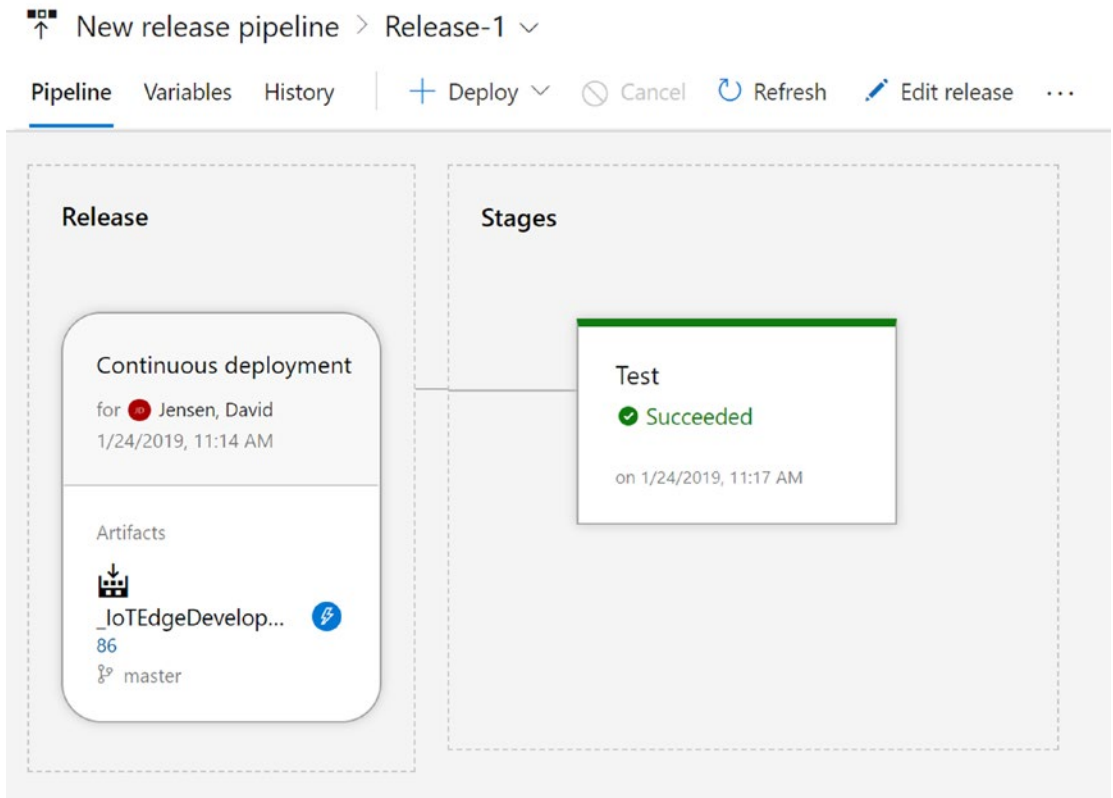 New release pipeline > Release-1
Pipeline Variables History + Deploy Cancel Refresh Edit release ...
Release
Stages
Continuous deployment
for JD Jensen, David
1/24/2019, 11:14 AM
Test
Succeeded
on 1/24/2019, 11:17 AM
Artifacts
_IoTEdgeDevelop...
86
master